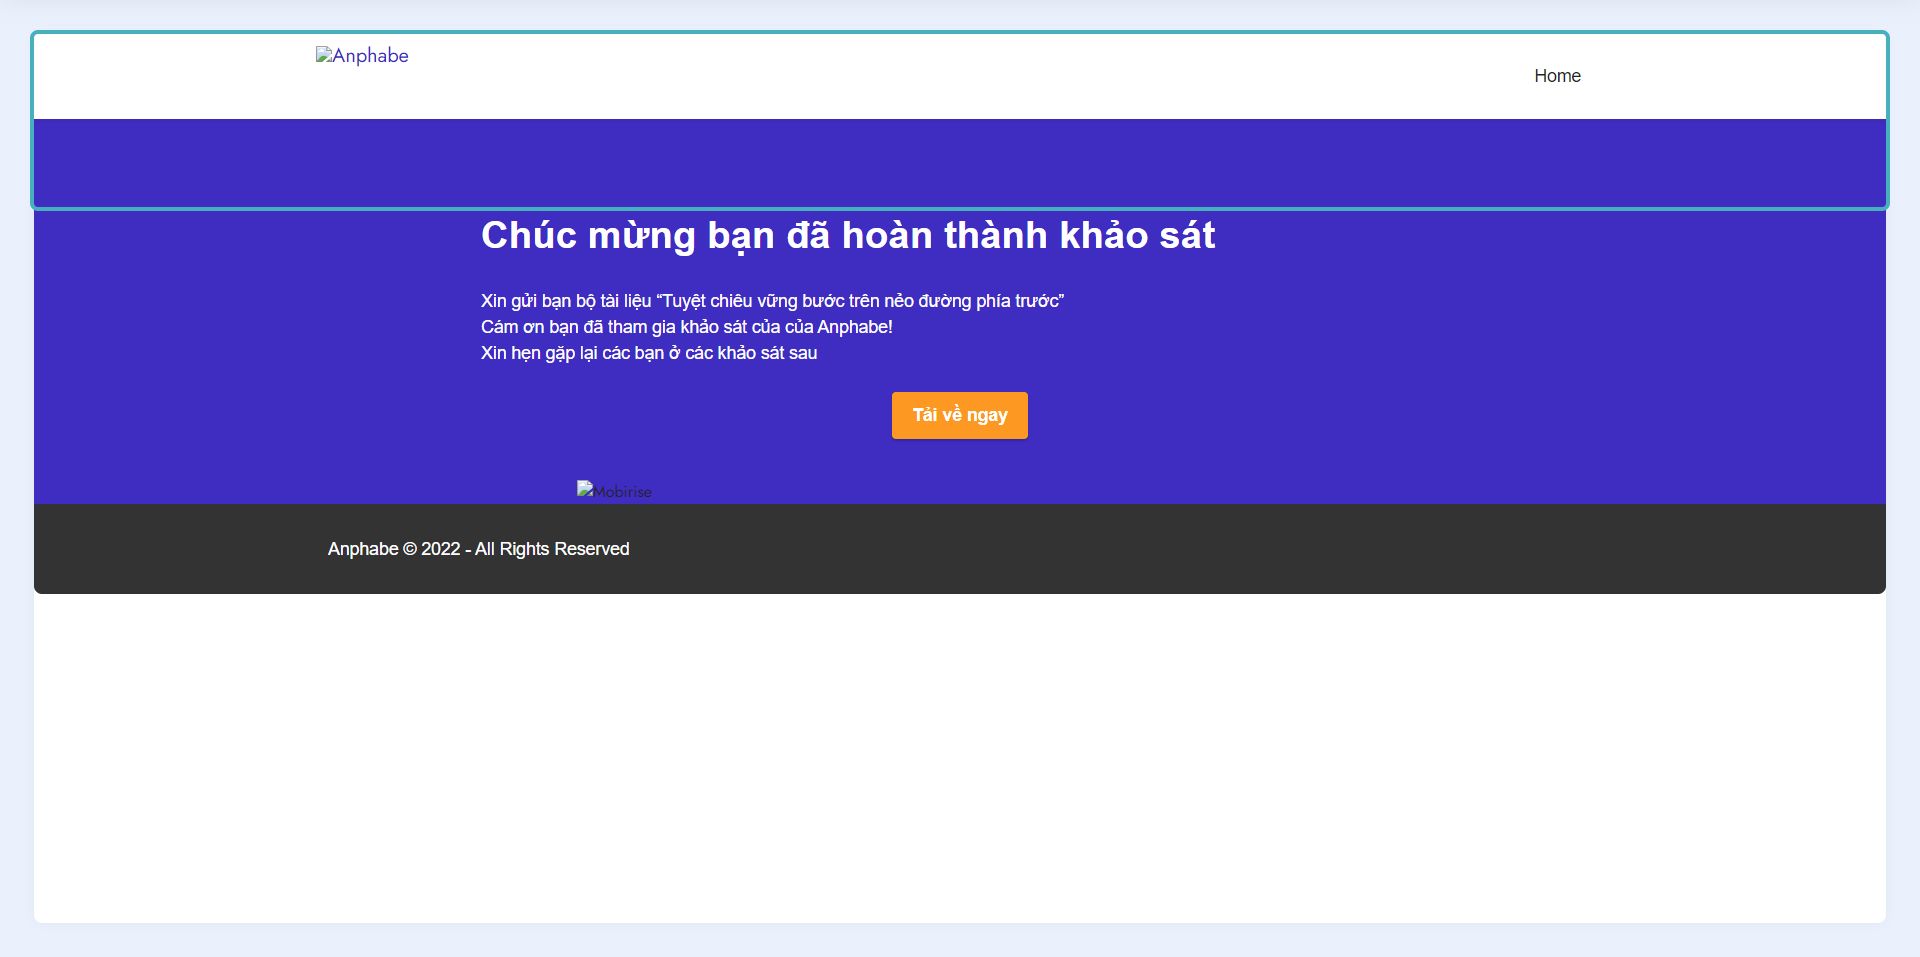 Anphabe
Home
Chúc mừng bạn đã hoàn thành khảo sát
Xin gửi bạn bộ tài liệu “Tuyệt chiêu vững bước trên nẻo đường phía trước”
Cám ơn bạn đã tham gia khảo sát của của Anphabe!
Xin hẹn gặp lại các bạn ở các khảo sát sau
Tải về ngay
Mobirise
Anphabe © 2022 - All Rights Reserved